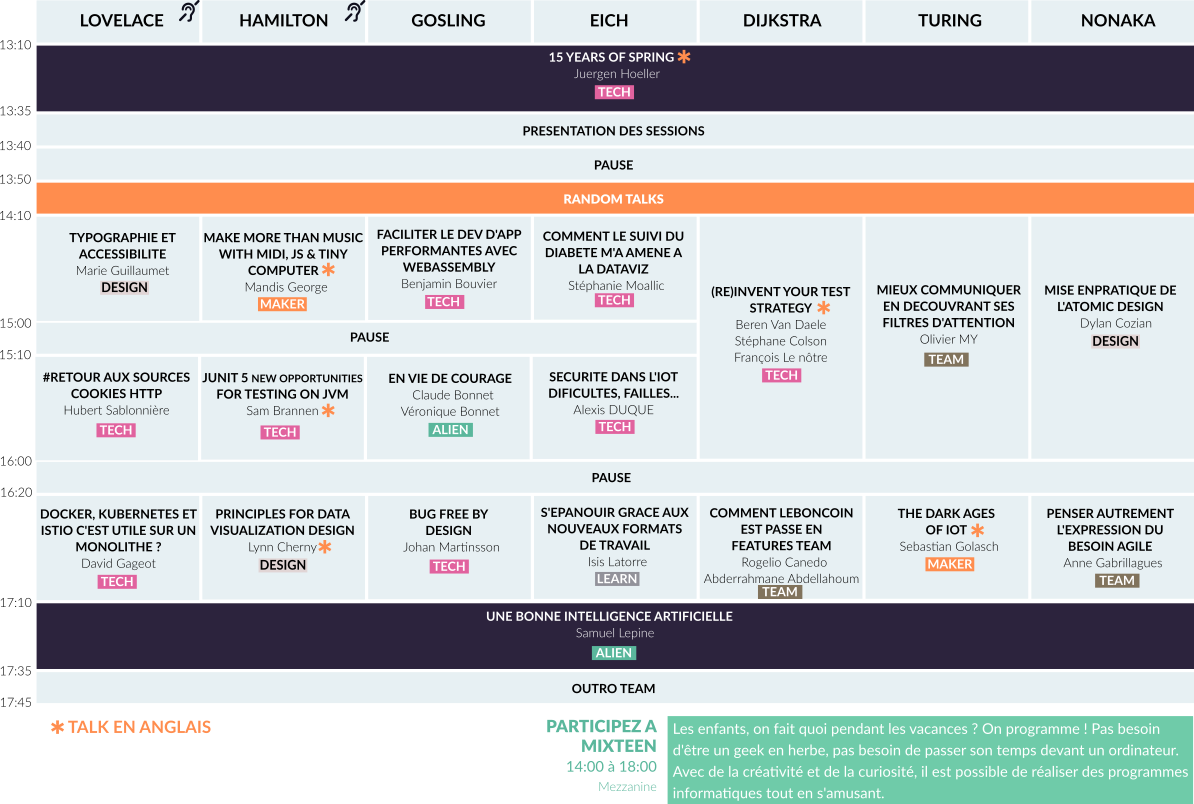 LOVELACE
HAMILTON
GOSLING
EICH
DIJKSTRA
TURING
NONAKA
13:10
15 YEARS OF SPRING *
Juergen Hoeller
TECH
13:35
PRESENTATION DES SESSIONS
13:40
PAUSE
13:50
RANDOM TALKS
14:10
TYPOGRAPHIE ET
ACCESSIBILITE
Marie Guillaumet
DESIGN
MAKE MORE THAN MUSIC
WITH MIDI, JS & TINY
COMPUTER *
Mandis George
MAKER
FACILITER LE DEV D'APP
PERFORMANTES AVEC
WEBASSEMBLY
Benjamin Bouvier
TECH
COMMENT LE SUIVI DU
DIABETE M'A AMENE A
LA DATAVIZ
Stéphanie Moallic
TECH
(RE)INVENT YOUR TEST
STRATEGY *
Beren Van Daele
Stéphane Colson
François Le nôtre
TECH
MIEUX COMMUNIQUER
EN DECOUVRANT SES
FILTRES D'ATTENTION
Olivier MY
TEAM
MISE ENPRATIQUE DE
L'ATOMIC DESIGN
Dylan Cozian
DESIGN
15:00
PAUSE
15:10
#RETOUR AUX SOURCES
COOKIES HTTP
Hubert Sablonnière
TECH
JUNIT 5 NEW OPPORTUNITIES
FOR TESTING ON JVM
Sam Brannen *
TECH
EN VIE DE COURAGE
Claude Bonnet
Véronique Bonnet
ALIEN
SECURITE DANS L'IOT
DIFICULTES, FAILLES...
Alexis DUQUE
TECH
16:00
PAUSE
16:20
DOCKER, KUBERNETES ET
ISTIO C'EST UTILE SUR UN
MONOLITHE ?
David Gageot
TECH
PRINCIPLES FOR DATA
VISUALIZATION DESIGN
Lynn Cherny *
DESIGN
BUG FREE BY
DESIGN
Johan Martinsson
TECH
S'EPANOUIR GRACE AUX
NOUVEAUX FORMATS
DE TRAVAIL
Isis Latorre
LEARN
COMMENT LEBONCOIN
EST PASSE EN
FEATURES TEAM
Rogelio Canedo
Abderrahmane Abdellahoum
TEAM
THE DARK AGES
OF IOT *
Sebastian Golasch
MAKER
PENSER AUTREMENT
L'EXPRESSION DU
BESOIN AGILE
Anne Gabrillagues
TEAM
17:10
UNE BONNE INTELLIGENCE ARTIFICIELLE
Samuel Lepine
ALIEN
17:35
OUTRO TEAM
17:45
* TALK EN ANGLAIS
PARTICIPEZ A
MIXTEEN
14:00 à 18:00
Mezzanine
Les enfants, on fait quoi pendant les vacances ? On programme ! Pas besoin
d'être un geek en herbe, pas besoin de passer son temps devant un ordinateur.
Avec de la créativité et de la curiosité, il est possible de réaliser des programmes
informatiques tout en s'amusant.